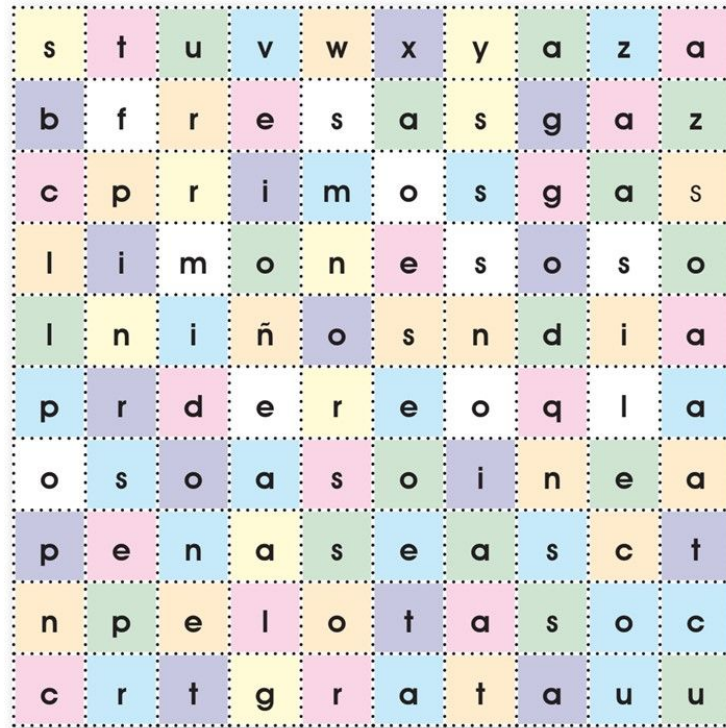 s t u v w x y a z a
b f r e s a s g a z
c p r i m o s g a s
l i m o n e s o s o
l n i ñ o s n d i a
p r d e r e o q l a
o s o a s o i n e a
p e n a s e a s c t
n p e l o t a s o c
c r t g r a t a u u